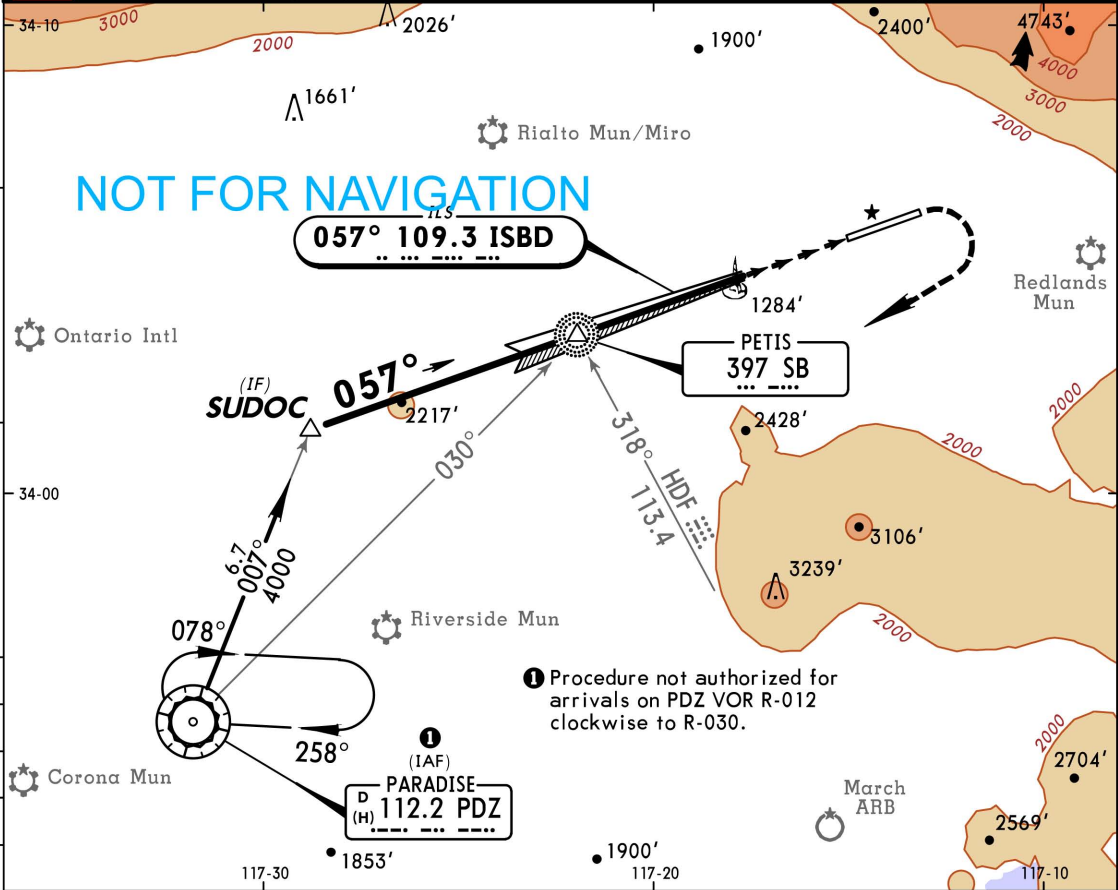 34-10
3000
2000
2026'
1900'
2400'
4743'
4000
3000
2000
1661'
Rialto Mun/Miro
NOT FOR NAVIGATION
ILS
057° 109.3 ISBD
1284'
Redlands
Mun
Ontario Intl
PETIS
397 SB
(IF)
SUDOC
057°
2217'
2428'
2000
2000
030°
318° HDF
113.4
34-00
3106'
3239'
6.7
007°
4000
Riverside Mun
2000
078°
258°
1 Procedure not authorized for
arrivals on PDZ VOR R-012
clockwise to R-030.
1
(IAF)
PARADISE
D
(H) 112.2 PDZ
Corona Mun
March
ARB
2000
2704'
2569'
1853'
1900'
117-30
117-20
117-10